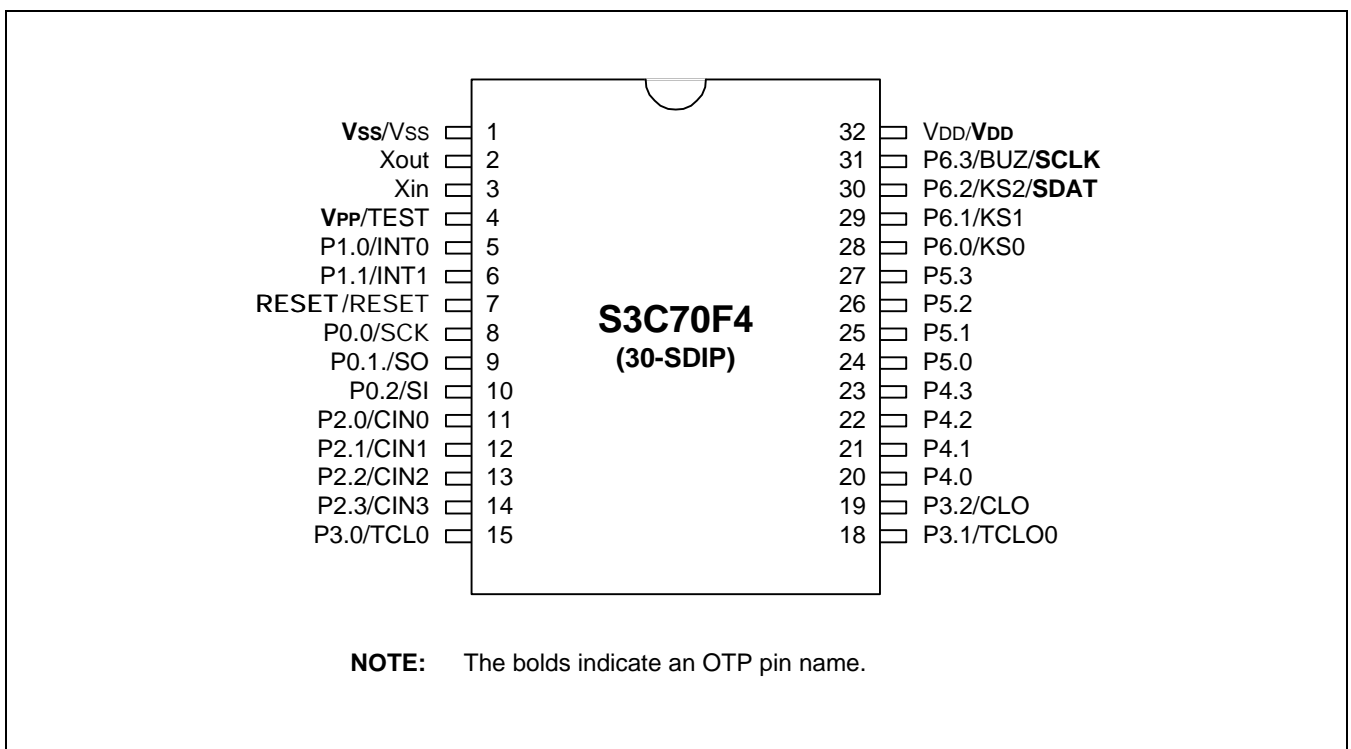 Vss/Vss 1 32 VDD/VDD
Xout 2 31 P6.3/BUZ/SCLK
Xin 3 30 P6.2/KS2/SDAT
VPP/TEST 4 29 P6.1/KS1
P1.0/INT0 5 28 P6.0/KS0
P1.1/INT1 6 27 P5.3
RESET/RESET 7 26 P5.2
P0.0/SCK 8 25 P5.1
P0.1./SO 9 24 P5.0
P0.2/SI 10 23 P4.3
P2.0/CIN0 11 22 P4.2
P2.1/CIN1 12 21 P4.1
P2.2/CIN2 13 20 P4.0
P2.3/CIN3 14 19 P3.2/CLO
P3.0/TCL0 15 18 P3.1/TCLO0
S3C70F4
(30-SDIP)
NOTE: The bolds indicate an OTP pin name.